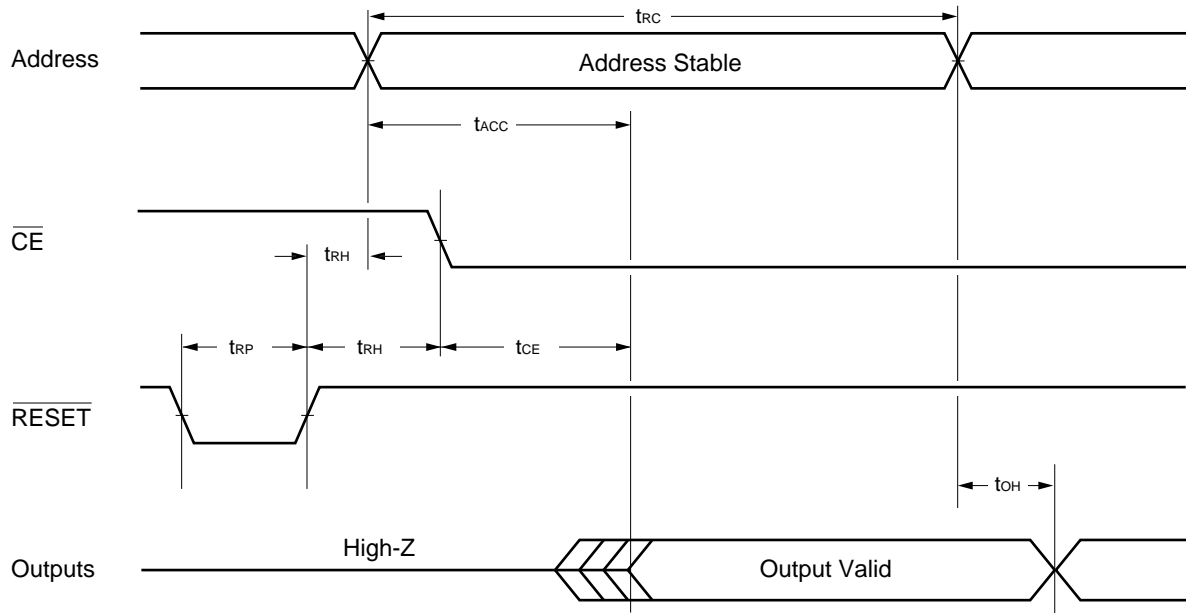 tRC
Address
Address Stable
tACC
CE
tRH
tRP
tRH
tCE
RESET
tOH
High-Z
Outputs
Output Valid